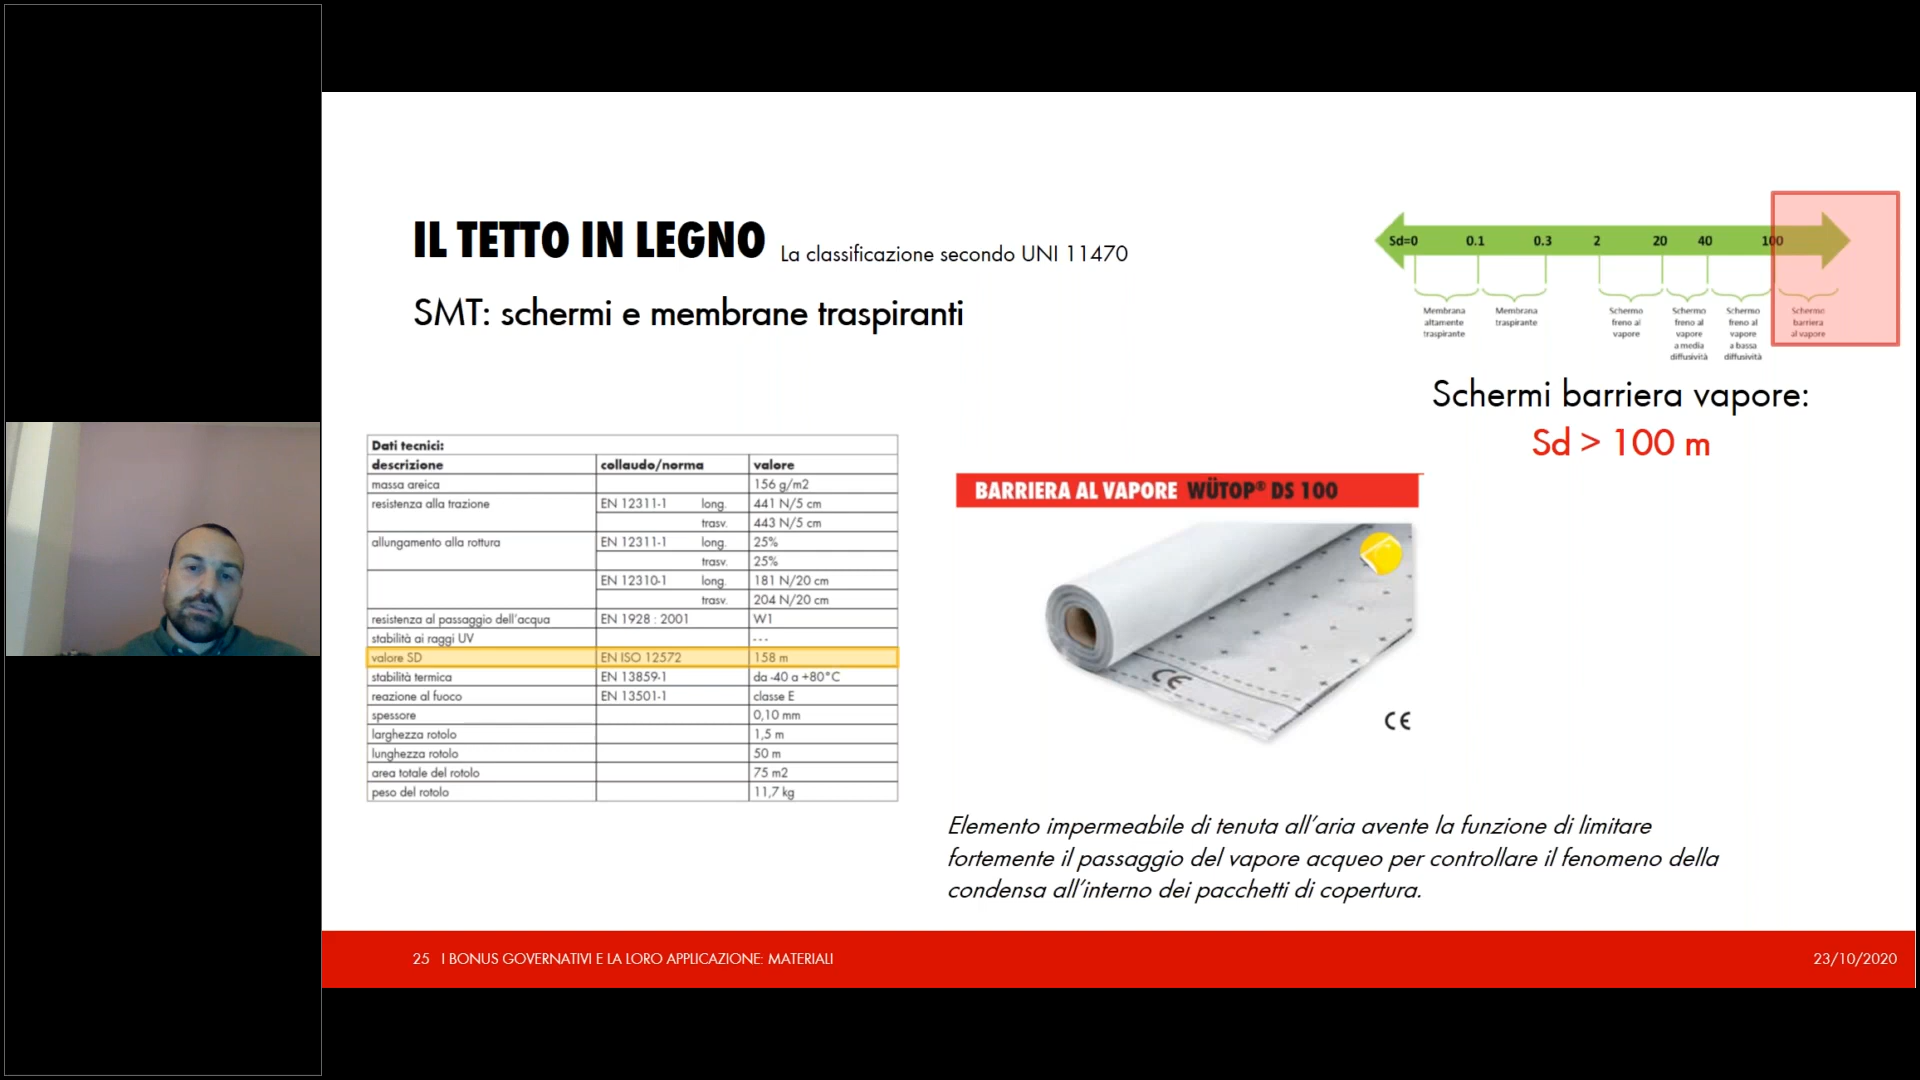 IL TETTO IN LEGNO La classificazione secondo UNI 11470
SMT: schermi e membrane traspiranti
Sd=0 0.1 0.3 2 20 40 100
Membrana altamente traspirante
Membrana traspirante
Schermo freno al vapore
Schermo freno al vapore a media diffusività
Schermo freno al vapore a bassa diffusività
Schermo barriera al vapore
Schermi barriera vapore:
Sd > 100 m
Dati tecnici:
descrizione collaudo/norma valore
massa areica 156 g/m2
resistenza alla trazione EN 12311-1 long. 441 N/5 cm
trasv. 443 N/5 cm
allungamento alla rottura EN 12311-1 long. 25%
trasv. 25%
EN 12310-1 long. 181 N/20 cm
trasv. 204 N/20 cm
resistenza al passaggio dell'acqua EN 1928 : 2001 W1
stabilità ai raggi UV ---
valore SD EN ISO 12572 158 m
stabilità termica EN 13859-1 da -40 a +80°C
reazione al fuoco EN 13501-1 classe E
spessore 0,10 mm
larghezza rotolo 1,5 m
lunghezza rotolo 50 m
area totale del rotolo 75 m2
peso del rotolo 11,7 kg
BARRIERA AL VAPORE WÜTOP® DS 100
CE
CE
Elemento impermeabile di tenuta all'aria avente la funzione di limitare
fortemente il passaggio del vapore acqueo per controllare il fenomeno della
condensa all'interno dei pacchetti di copertura.
25 I BONUS GOVERNATIVI E LA LORO APPLICAZIONE: MATERIALI
23/10/2020